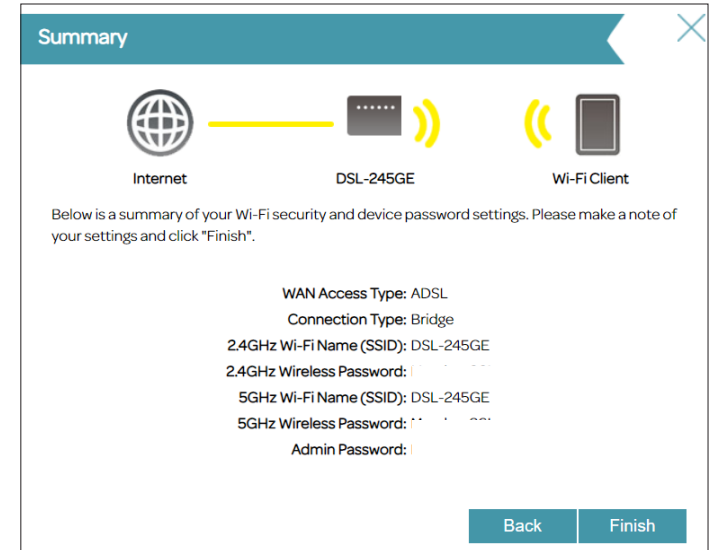 Summary
Internet
DSL-245GE
Wi-Fi Client
Below is a summary of your Wi-Fi security and device password settings. Please make a note of
your settings and click "Finish".
WAN Access Type: ADSL
Connection Type: Bridge
2.4GHz Wi-Fi Name (SSID): DSL-245GE
2.4GHz Wireless Password:
5GHz Wi-Fi Name (SSID): DSL-245GE
5GHz Wireless Password:
Admin Password:
Back
Finish